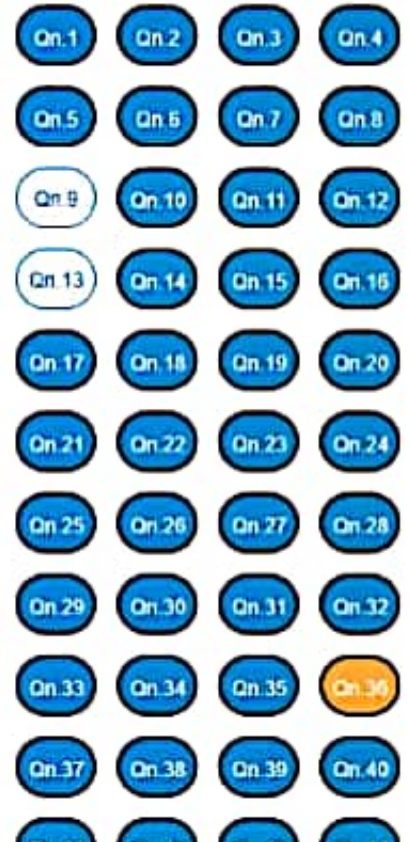 Qn.1 Qn.2 Qn.3 Qn.4
Qn.5 Qn.6 Qn.7 Qn.8
Qn.9 Qn.10 Qn.11 Qn.12
Qn.13 Qn.14 Qn.15 Qn.16
Qn.17 Qn.18 Qn.19 Qn.20
Qn.21 Qn.22 Qn.23 Qn.24
Qn.25 Qn.26 Qn.27 Qn.28
Qn.29 Qn.30 Qn.31 Qn.32
Qn.33 Qn.34 Qn.35 Qn.36
Qn.37 Qn.38 Qn.39 Qn.40